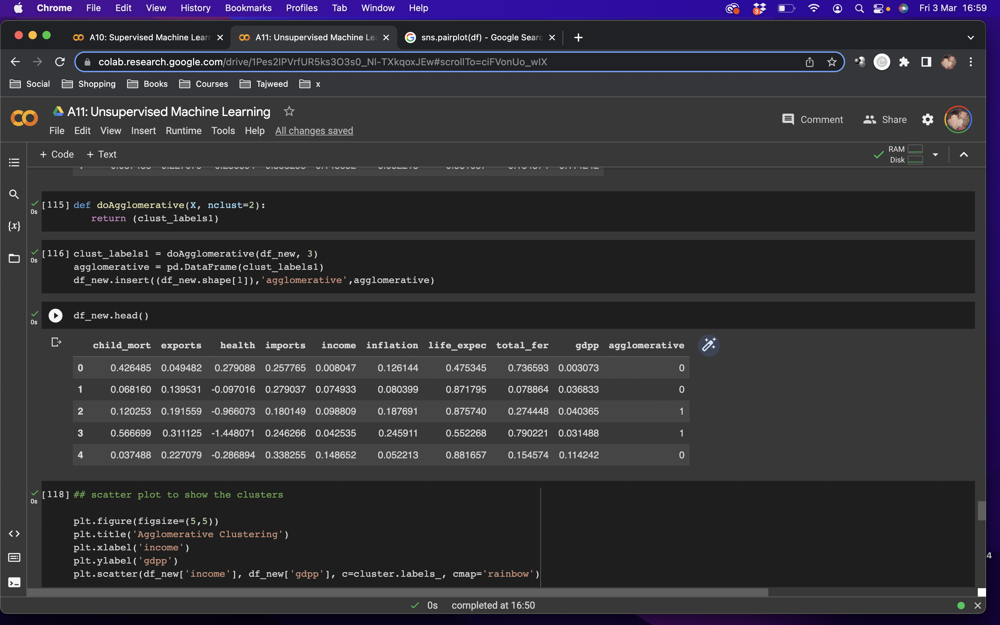 Chrome File Edit View History Bookmarks Profiles Tab Window Help 3 Fri 3 Mar 16:59
A10: Supervised Machine Learn A11: Unsupervised Machine Lea sns.pairplot(df) - Google Searc
colab.research.google.com/drive/1Pes2lPVrfUR5ks3O3s0_Nl-TXkqoxJEw#scrollTo=ciFVonUo_wlX
Social Shopping Books Courses Tajweed x
A11: Unsupervised Machine Learning
Comment Share
File Edit View Insert Runtime Tools Help All changes saved
+ Code + Text
RAM
Disk
[115] def doAgglomerative(X, nclust=2):
0s
return (clust_labels1)
{x}
[116] clust_labels1 = doAgglomerative(df_new, 3)
0s
agglomerative = pd.DataFrame(clust_labels1)
df_new.insert((df_new.shape[1]),'agglomerative',agglomerative)
df_new.head()
0s
child_mort exports health imports income inflation life_expec total_fer gdpp agglomerative
0 0.426485 0.049482 0.279088 0.257765 0.008047 0.126144 0.475345 0.736593 0.003073 0
1 0.068160 0.139531 -0.097016 0.279037 0.074933 0.080399 0.871795 0.078864 0.036833 0
2 0.120253 0.191559 -0.966073 0.180149 0.098809 0.187691 0.875740 0.274448 0.040365 1
3 0.566699 0.311125 -1.448071 0.246266 0.042535 0.245911 0.552268 0.790221 0.031488 1
4 0.037488 0.227079 -0.286894 0.338255 0.148652 0.052213 0.881657 0.154574 0.114242 0
[118] ## scatter plot to show the clusters
0s
plt.figure(figsize=(5,5))
plt.title('Agglomerative Clustering')
plt.xlabel('income')
plt.ylabel('gdpp')
plt.scatter(df_new['income'], df_new['gdpp'], c=cluster.labels_, cmap='rainbow')
4
0s completed at 16:50